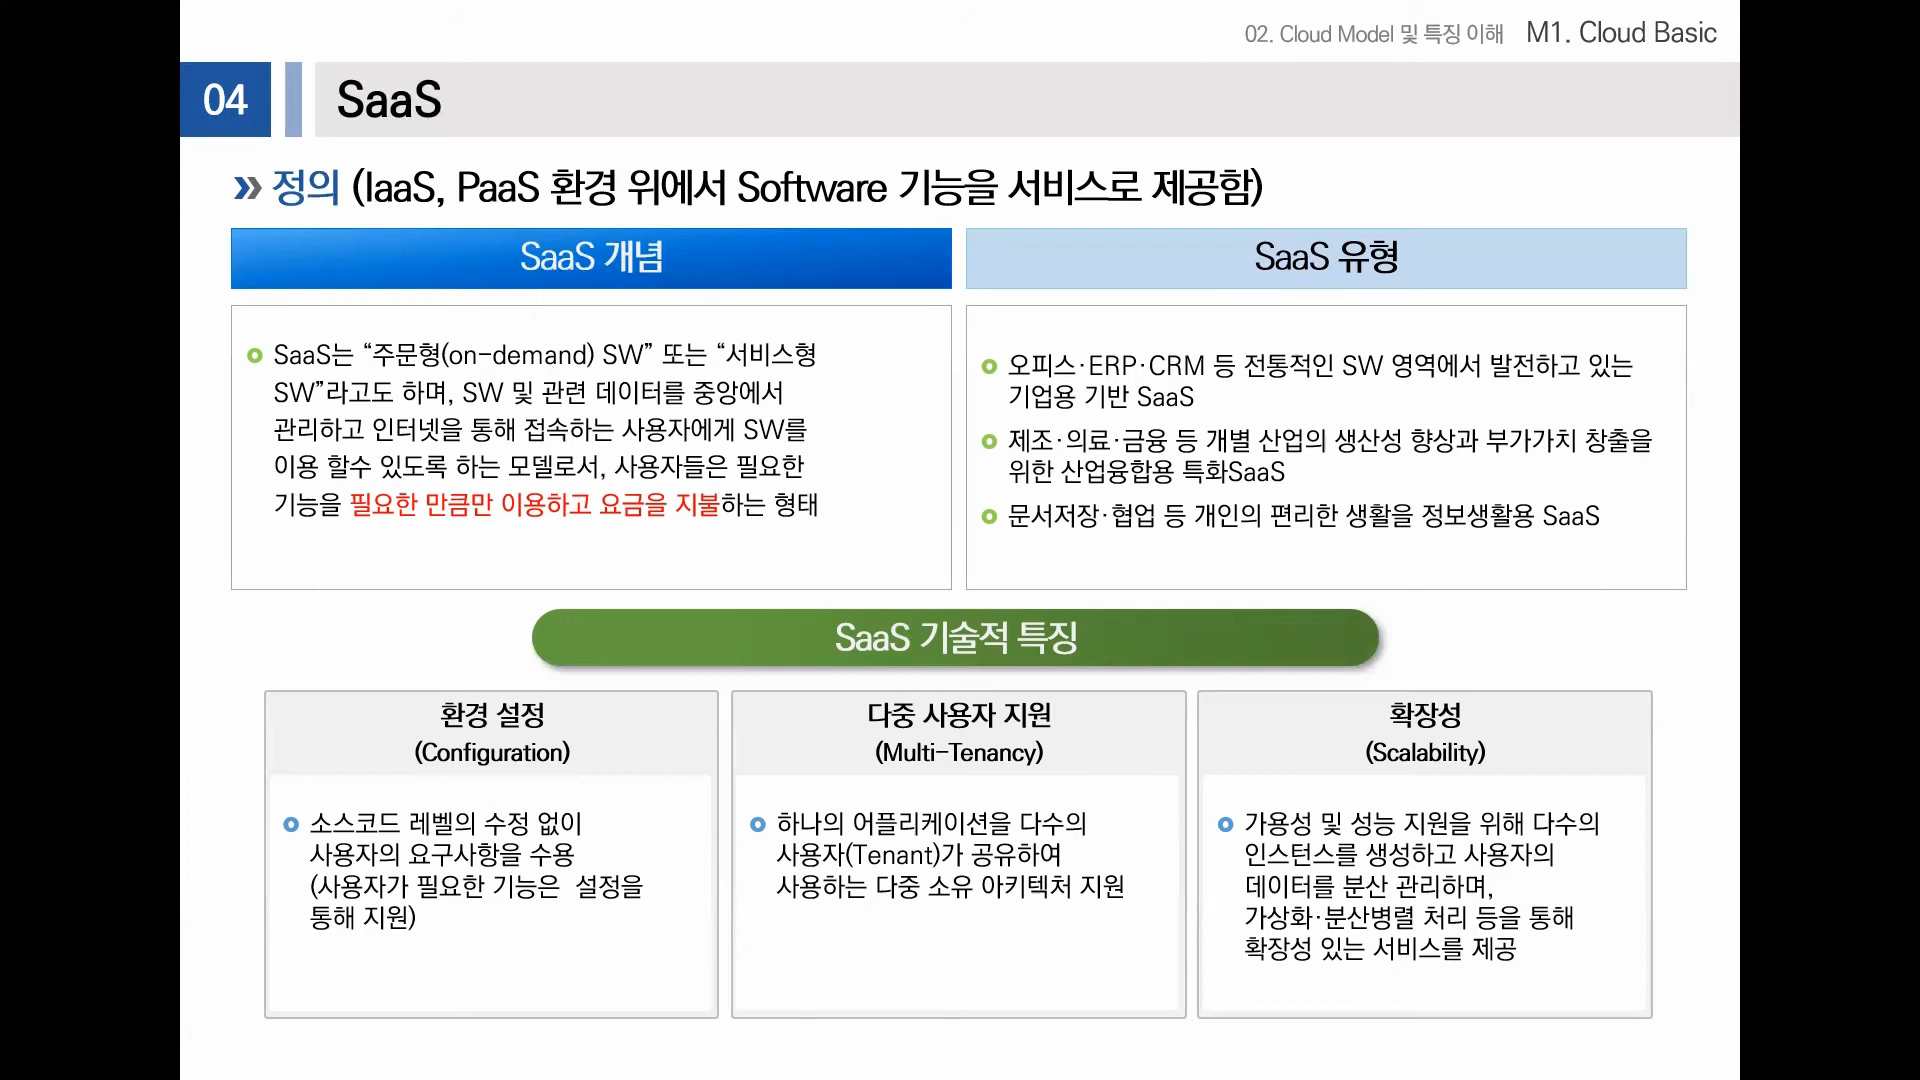 02. Cloud Model 및 특징 이해 M1. Cloud Basic
04 SaaS
정의 (IaaS, PaaS 환경 위에서 Software 기능을 서비스로 제공함)
SaaS 개념
SaaS는 “주문형(on-demand) SW” 또는 “서비스형
SW”라고도 하며, SW 및 관련 데이터를 중앙에서
관리하고 인터넷을 통해 접속하는 사용자에게 SW를
이용 할수 있도록 하는 모델로서, 사용자들은 필요한
기능을 필요한 만큼만 이용하고 요금을 지불하는 형태
SaaS 유형
오피스·ERP·CRM 등 전통적인 SW 영역에서 발전하고 있는
기업용 기반 SaaS
제조·의료·금융 등 개별 산업의 생산성 향상과 부가가치 창출을
위한 산업융합용 특화SaaS
문서저장·협업 등 개인의 편리한 생활을 정보생활용 SaaS
SaaS 기술적 특징
환경 설정
(Configuration)
소스코드 레벨의 수정 없이
사용자의 요구사항을 수용
(사용자가 필요한 기능은 설정을
통해 지원)
다중 사용자 지원
(Multi-Tenancy)
하나의 어플리케이션을 다수의
사용자(Tenant)가 공유하여
사용하는 다중 소유 아키텍처 지원
확장성
(Scalability)
가용성 및 성능 지원을 위해 다수의
인스턴스를 생성하고 사용자의
데이터를 분산 관리하며,
가상화·분산병렬 처리 등을 통해
확장성 있는 서비스를 제공